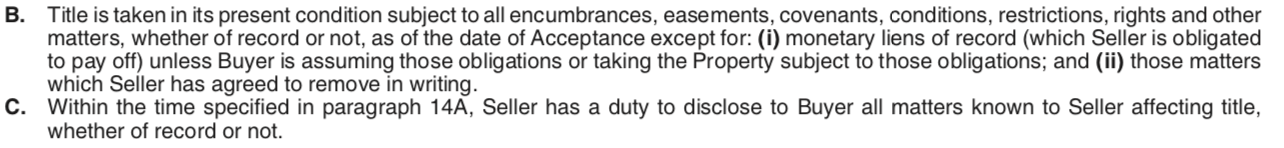 B. Title is taken in its present condition subject to all encumbrances, easements, covenants, conditions, restrictions, rights and other
matters, whether of record or not, as of the date of Acceptance except for: (i) monetary liens of record (which Seller is obligated
to pay off) unless Buyer is assuming those obligations or taking the Property subject to those obligations; and (ii) those matters
which Seller has agreed to remove in writing.
C. Within the time specified in paragraph 14A, Seller has a duty to disclose to Buyer all matters known to Seller affecting title,
whether of record or not.